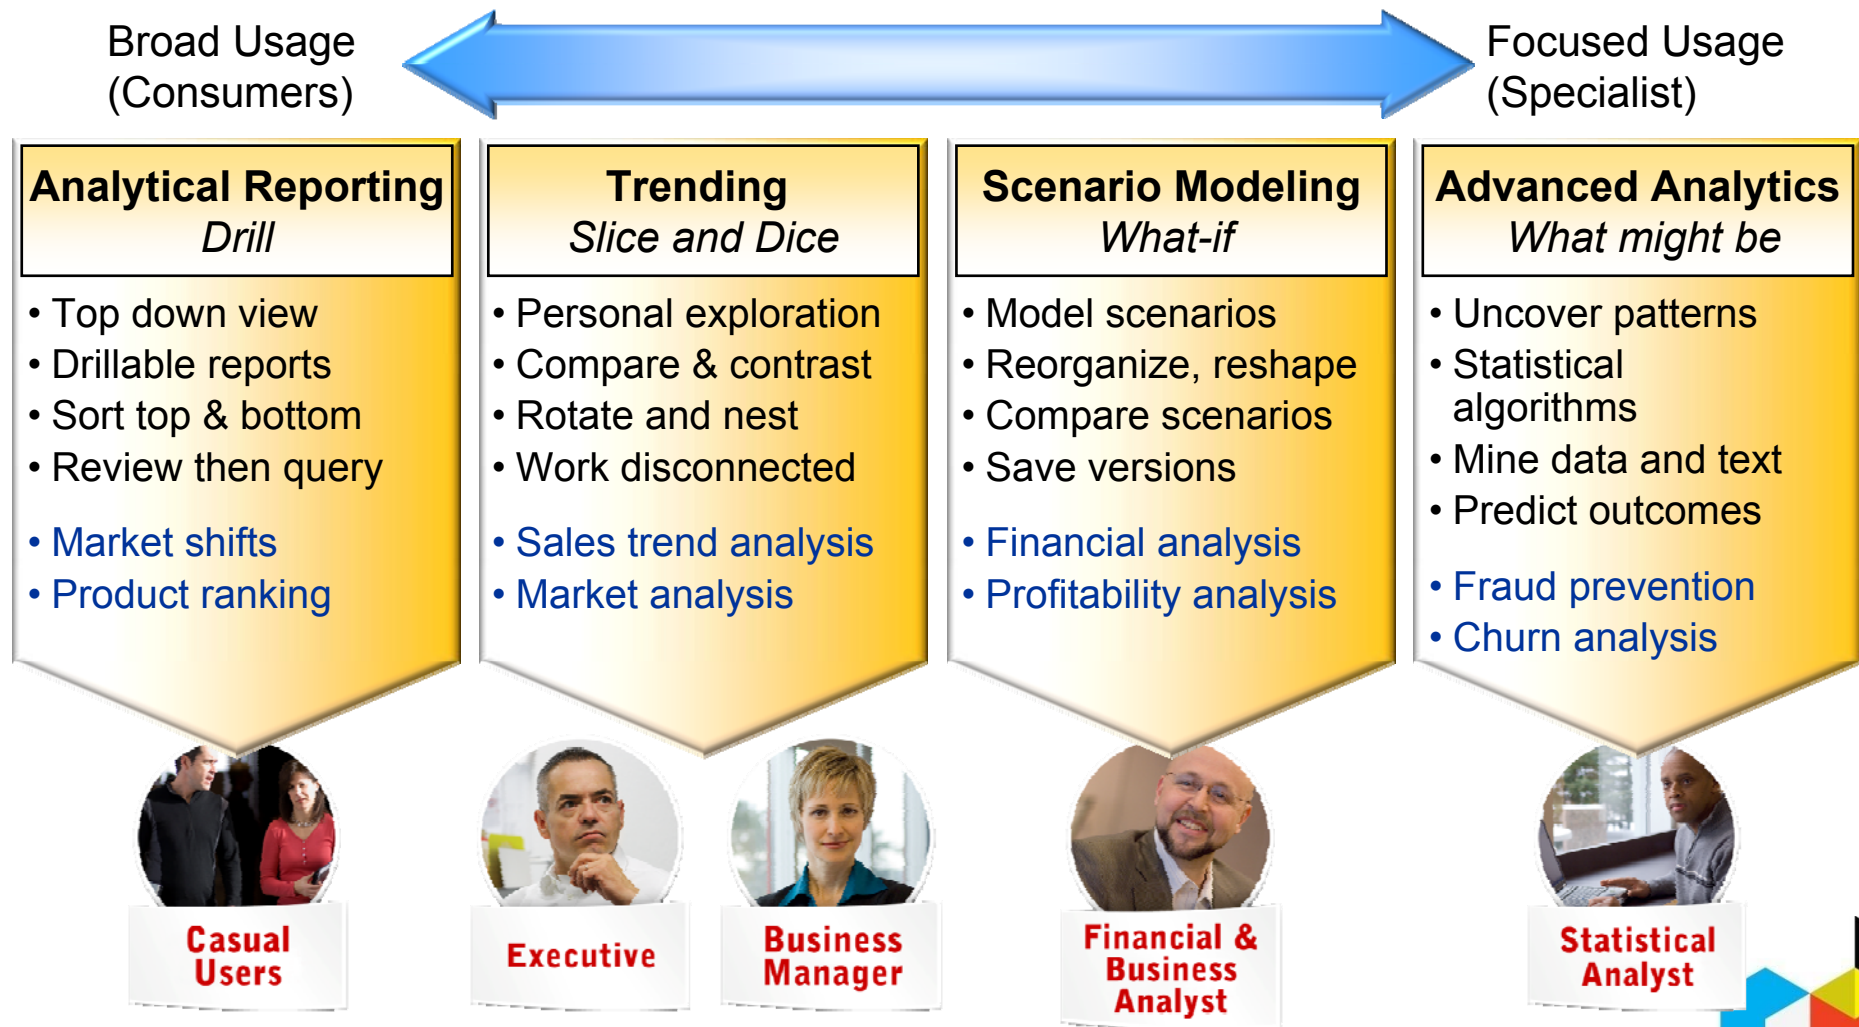 Broad Usage
(Consumers)
Focused Usage
(Specialist)
Analytical Reporting
Drill
• Top down view
• Drillable reports
• Sort top & bottom
• Review then query
• Market shifts
• Product ranking
Casual
Users
Trending
Slice and Dice
• Personal exploration
• Compare & contrast
• Rotate and nest
• Work disconnected
• Sales trend analysis
• Market analysis
Executive
Business
Manager
Scenario Modeling
What-if
• Model scenarios
• Reorganize, reshape
• Compare scenarios
• Save versions
• Financial analysis
• Profitability analysis
Financial &
Business
Analyst
Advanced Analytics
What might be
• Uncover patterns
• Statistical
algorithms
• Mine data and text
• Predict outcomes
• Fraud prevention
• Churn analysis
Statistical
Analyst